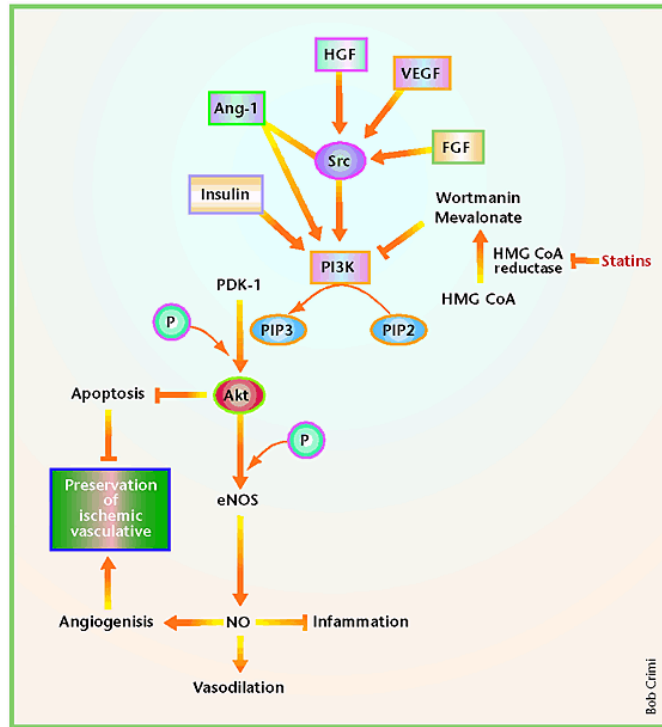 HGF
VEGF
Ang-1
Src
FGF
Insulin
Wortmanin
Mevalonate
PI3K
HMG CoA
reductase
Statins
PDK-1
HMG CoA
P
PIP3
PIP2
Apoptosis
Akt
P
Preservation
of
ischemic
vasculative
eNOS
Angiogenisis
NO
Infammation
Vasodilation
Bob Crimi